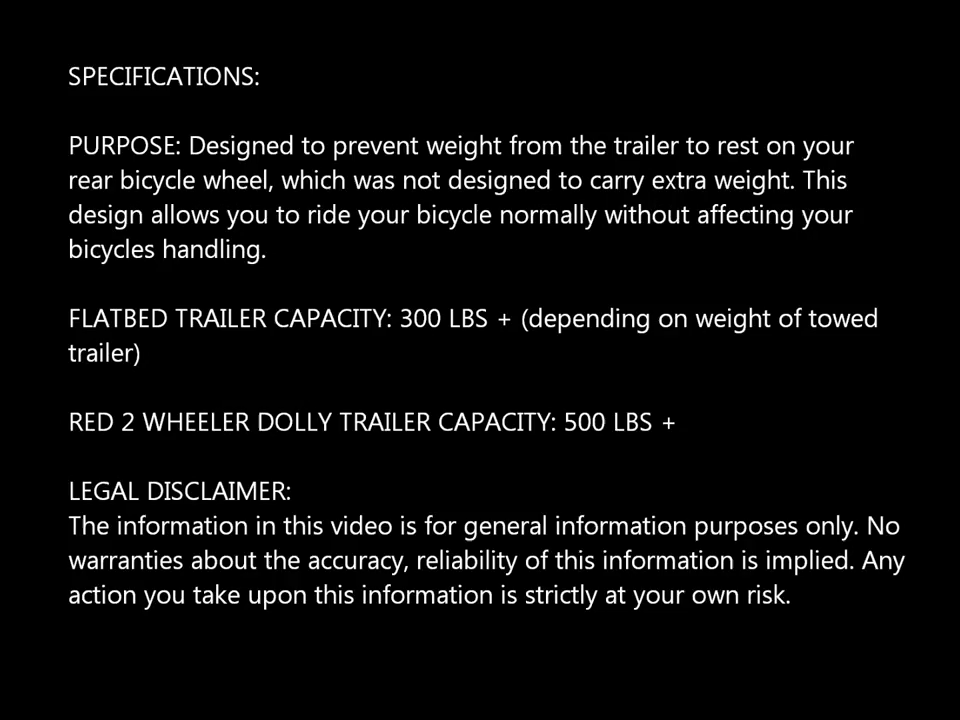 SPECIFICATIONS:
PURPOSE: Designed to prevent weight from the trailer to rest on your
rear bicycle wheel, which was not designed to carry extra weight. This
design allows you to ride your bicycle normally without affecting your
bicycles handling.
FLATBED TRAILER CAPACITY: 300 LBS + (depending on weight of towed
trailer)
RED 2 WHEELER DOLLY TRAILER CAPACITY: 500 LBS +
LEGAL DISCLAIMER:
The information in this video is for general information purposes only. No
warranties about the accuracy, reliability of this information is implied. Any
action you take upon this information is strictly at your own risk.